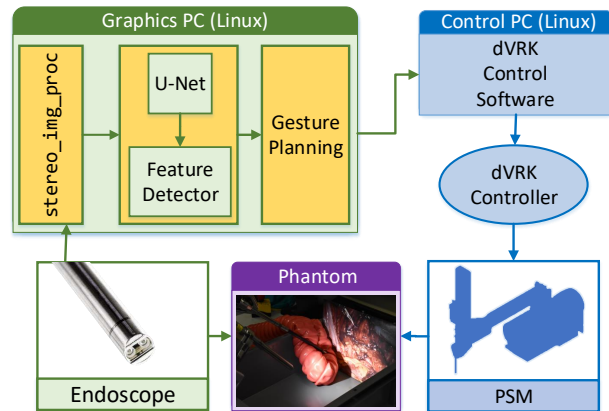 Graphics PC (Linux)
stereo_img_proc
U-Net
Feature
Detector
Gesture
Planning
Control PC (Linux)
dVRK
Control
Software
dVRK
Controller
Endoscope
Phantom
PSM